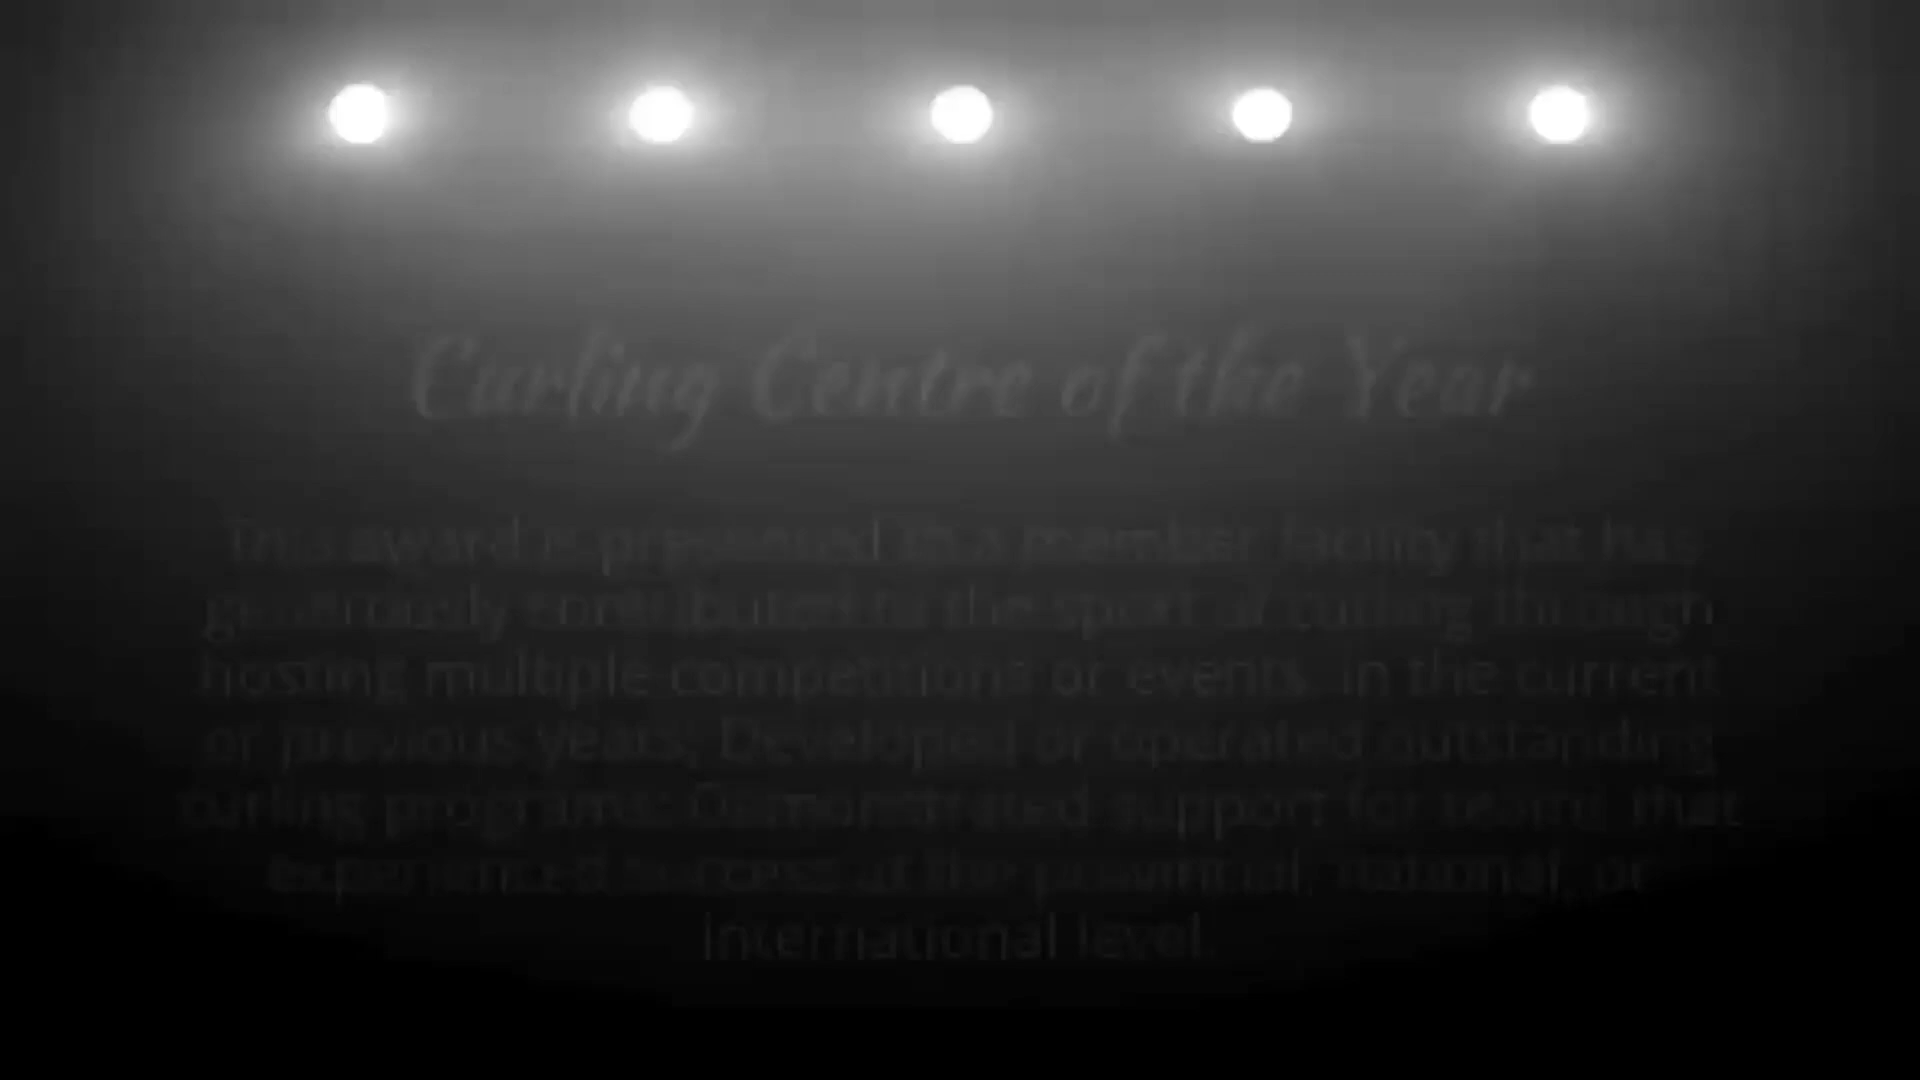 Curling Centre of the Year
This award is presented to a member facility that has
generously contributed to the sport of curling through
hosting multiple competitions or events, in the current
or previous years; Developed or operated outstanding
curling programs; Demonstrated support for teams that
experienced success at the provincial, national, or
international level.